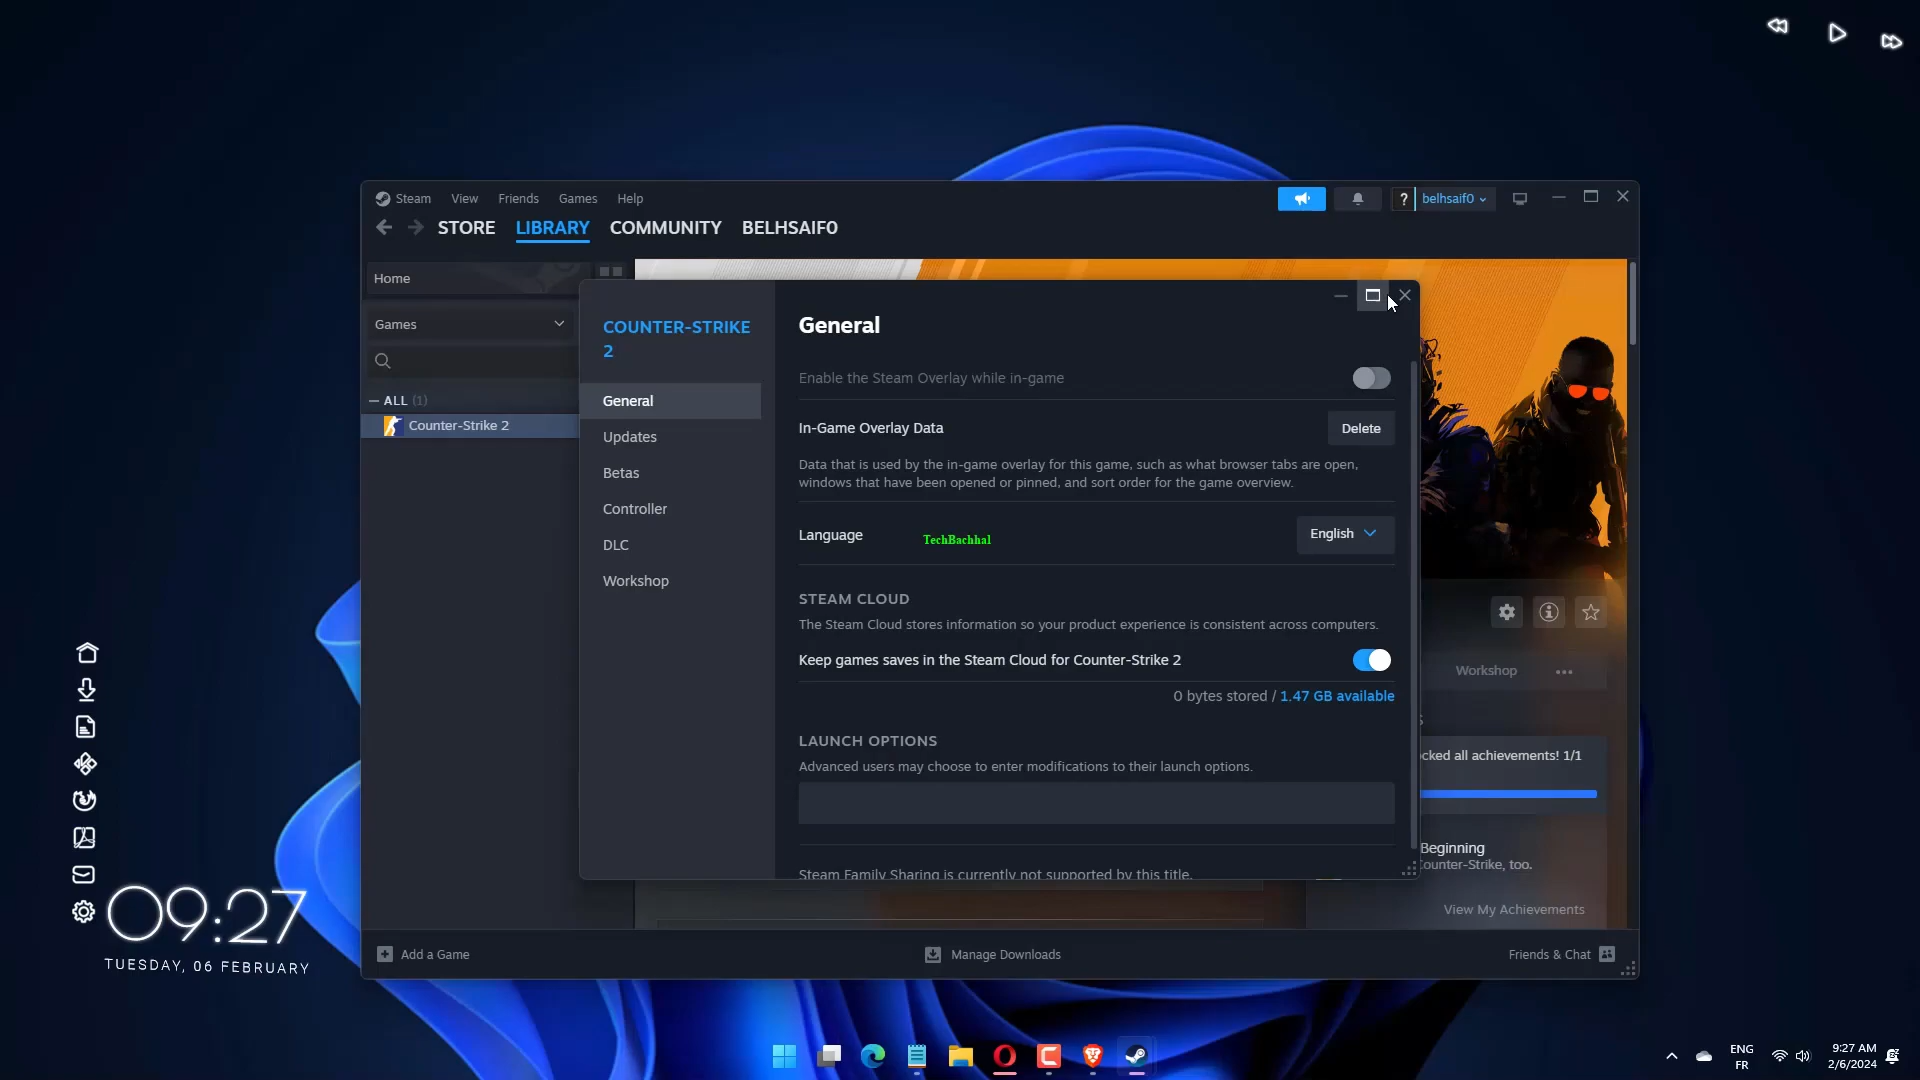 Steam View Friends Games Help
? belhsaif0
STORE LIBRARY COMMUNITY BELHSAIF0
Home
Games
— ALL (1)
Counter-Strike 2
COUNTER-STRIKE
2
General
Updates
Betas
Controller
DLC
Workshop
General
Enable the Steam Overlay while in-game
In-Game Overlay Data
Delete
Data that is used by the in-game overlay for this game, such as what browser tabs are open,
windows that have been opened or pinned, and sort order for the game overview.
Language
TechBachhal
English
STEAM CLOUD
The Steam Cloud stores information so your product experience is consistent across computers.
Keep games saves in the Steam Cloud for Counter-Strike 2
0 bytes stored / 1.47 GB available
LAUNCH OPTIONS
Advanced users may choose to enter modifications to their launch options.
Steam Family Sharing is currently not supported by this title.
Workshop
S
cked all achievements! 1/1
Beginning
Counter-Strike, too.
View My Achievements
Add a Game
Manage Downloads
Friends & Chat
09:27
TUESDAY, 06 FEBRUARY
ENG
FR
9:27 AM
2/6/2024